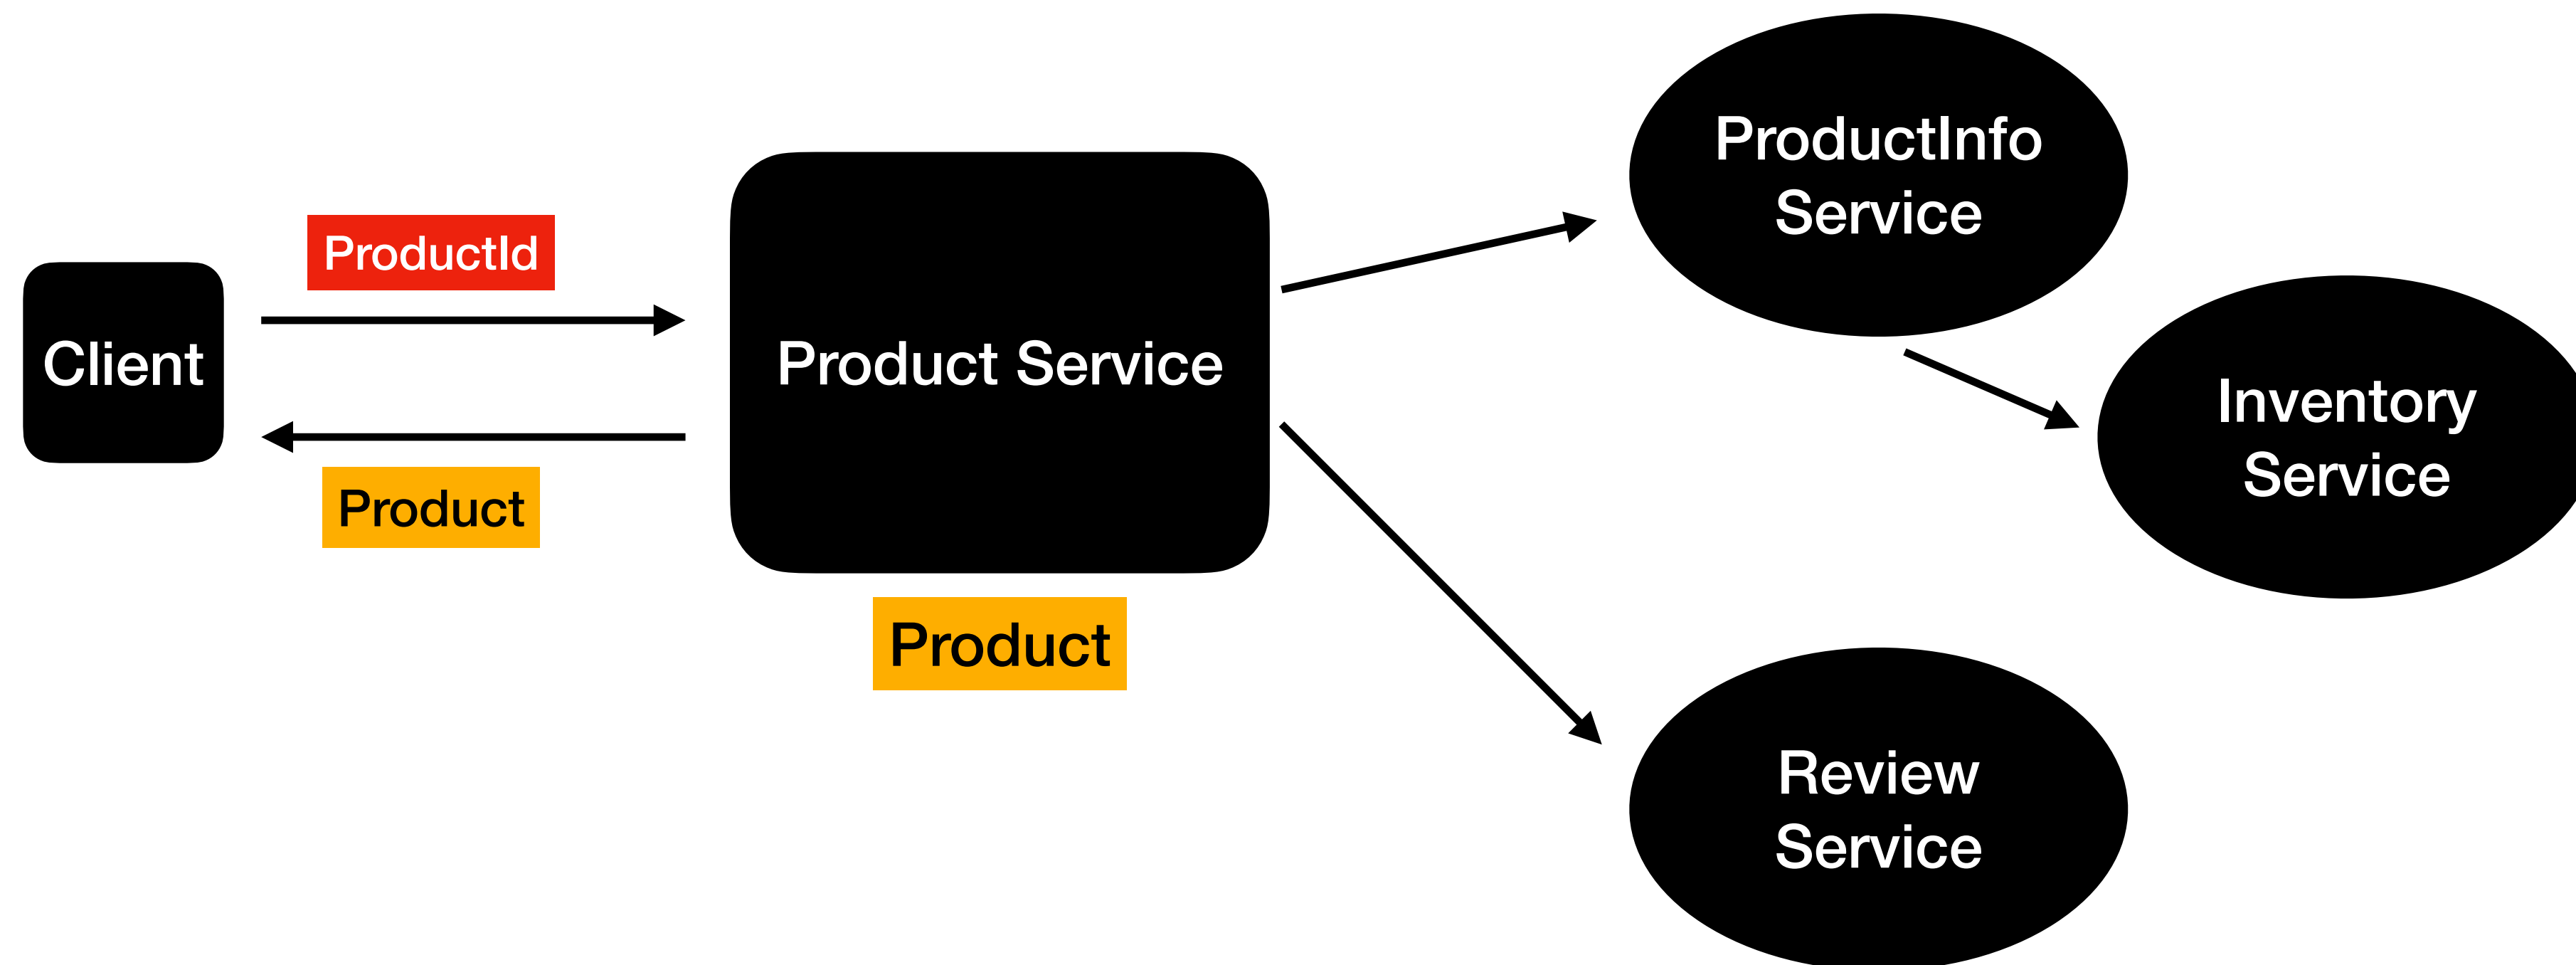 Client
ProductId
Product
Product Service
Product
ProductInfo
Service
Inventory
Service
Review
Service